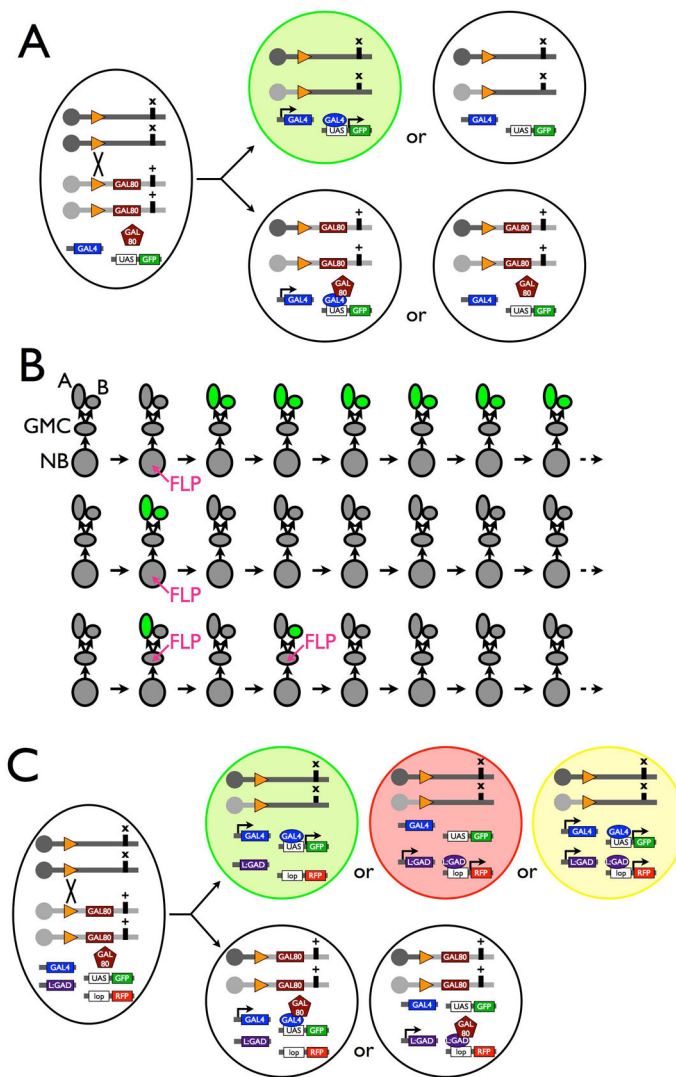 A
x
x
+
GAL80
+
GAL80
GAL 80
GAL4
UAS GFP
x
x
GAL4
GAL4
UAS GFP
or
x
x
GAL4
UAS GFP
+
GAL80
+
GAL80
GAL 80
GAL4
GAL4
UAS GFP
or
+
GAL80
+
GAL80
GAL 80
GAL4
UAS GFP
B
A B
GMC
NB
FLP
FLP
FLP FLP
C
x
x
+
GAL80
+
GAL80
GAL 80
GAL4
UAS GFP
L:GAD
lop RFP
x
x
GAL4
GAL4
UAS GFP
L:GAD
lop RFP
or
x
x
GAL4
UAS GFP
L:GAD
L:GAD
lop RFP
or
x
x
GAL4
GAL4
UAS GFP
L:GAD
L:GAD
lop RFP
+
GAL80
+
GAL80
GAL 80
GAL4
GAL4
UAS GFP
L:GAD
lop RFP
or
+
GAL80
+
GAL80
GAL4
UAS GFP
GAL 80
L:GAD
L:GAD
lop RFP